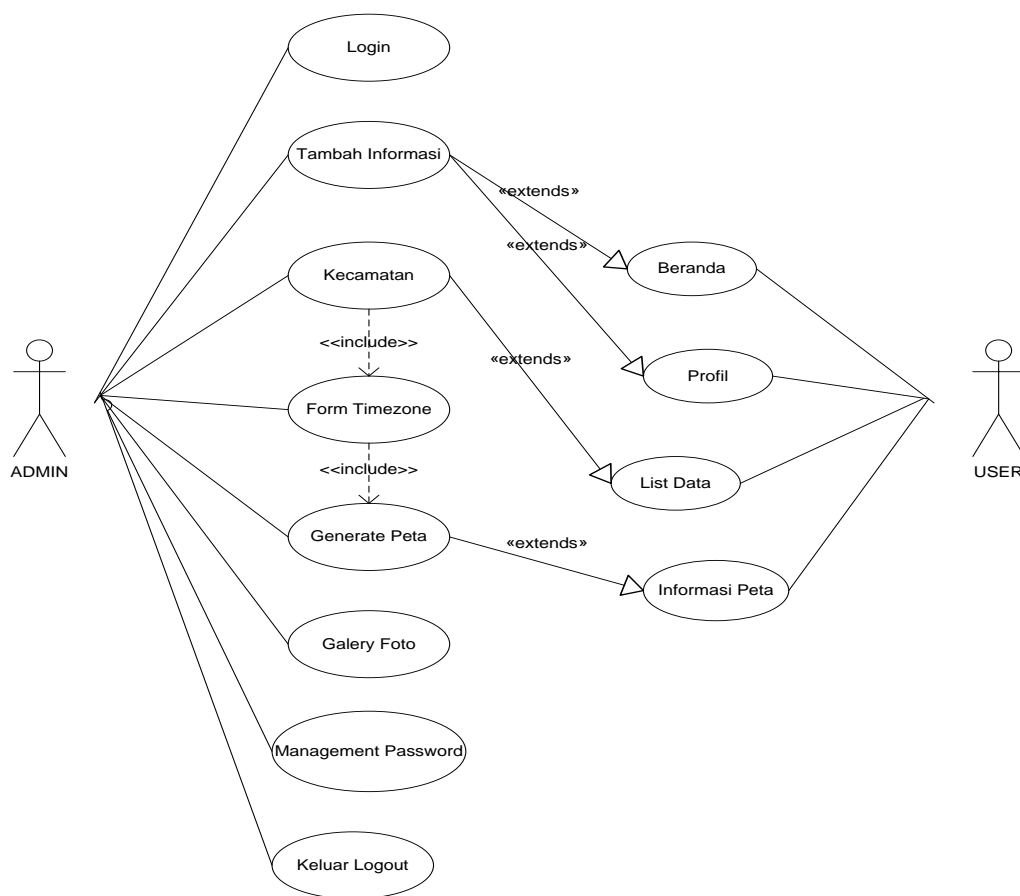 Login
Tambah Informasi
«extends»
«extends»
Beranda
Kecamatan
<<include>>
«extends»
Profil
Form Timezone
ADMIN
USER
<<include>>
List Data
Generate Peta
«extends»
Informasi Peta
Galery Foto
Management Password
Keluar Logout